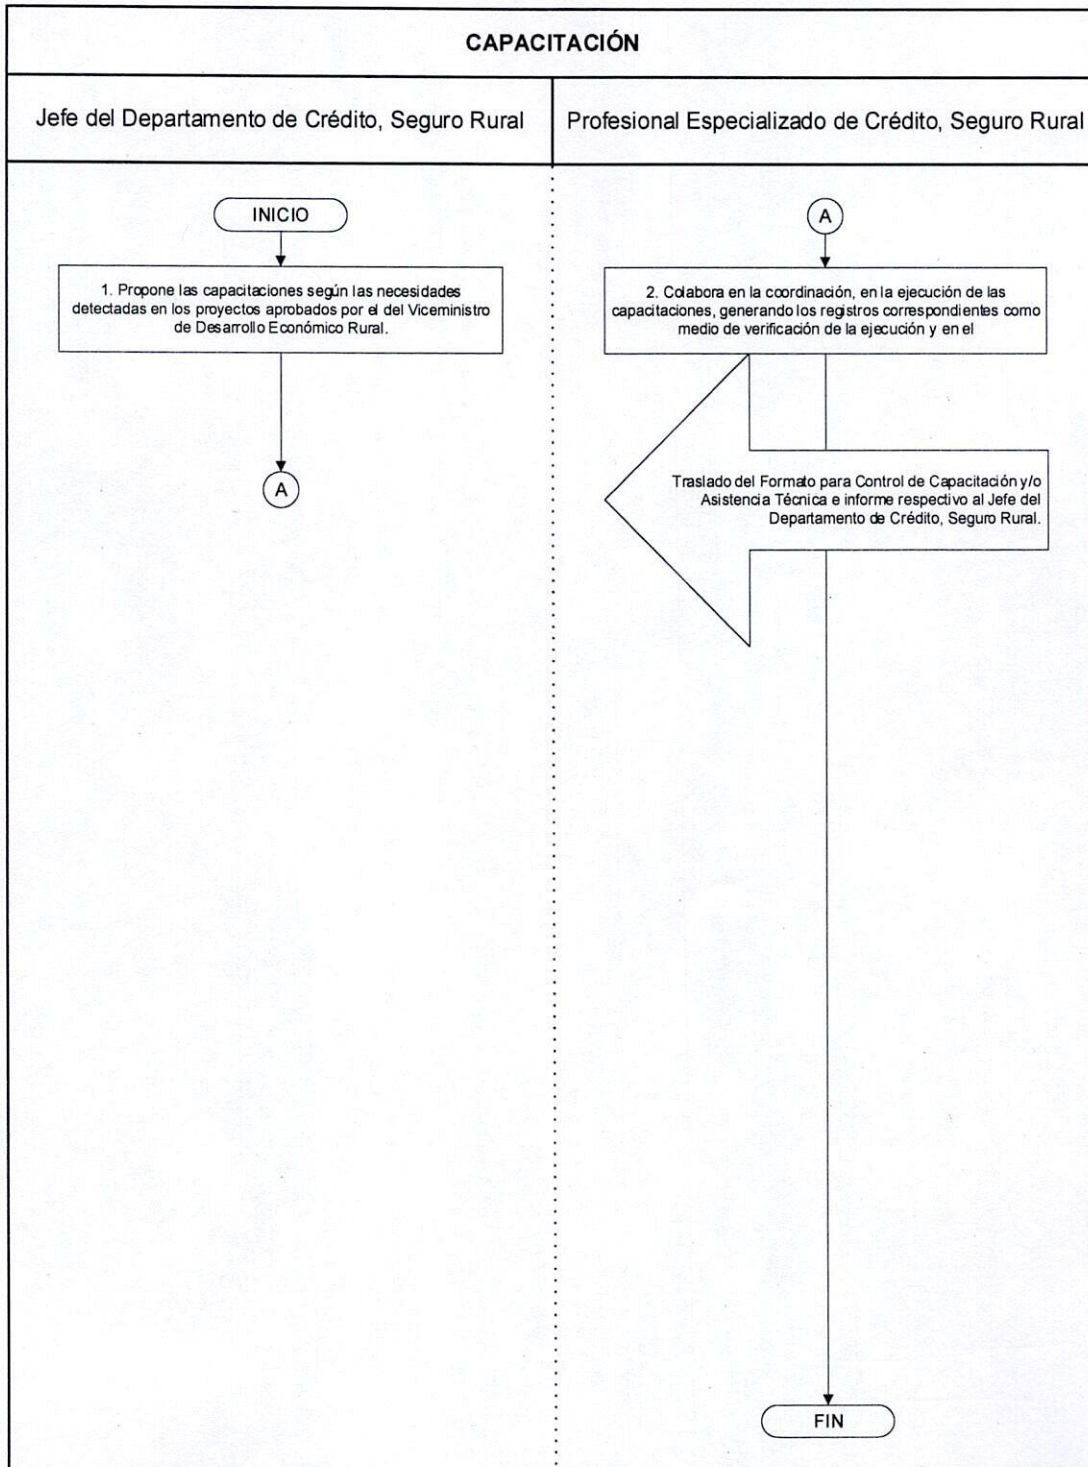 CAPACITACIÓN
Jefe del Departamento de Crédito, Seguro Rural
Profesional Especializado de Crédito, Seguro Rural
INICIO
1. Propone las capacitaciones según las necesidades
detectadas en los proyectos aprobados por el del Viceministro
de Desarrollo Económico Rural.
A
A
2. Colabora en la coordinación, en la ejecución de las
capacitaciones, generando los registros correspondientes como
medio de verificación de la ejecución y en el
Traslado del Formato para Control de Capacitación y/o
Asistencia Técnica e informe respectivo al Jefe del
Departamento de Crédito, Seguro Rural.
FIN